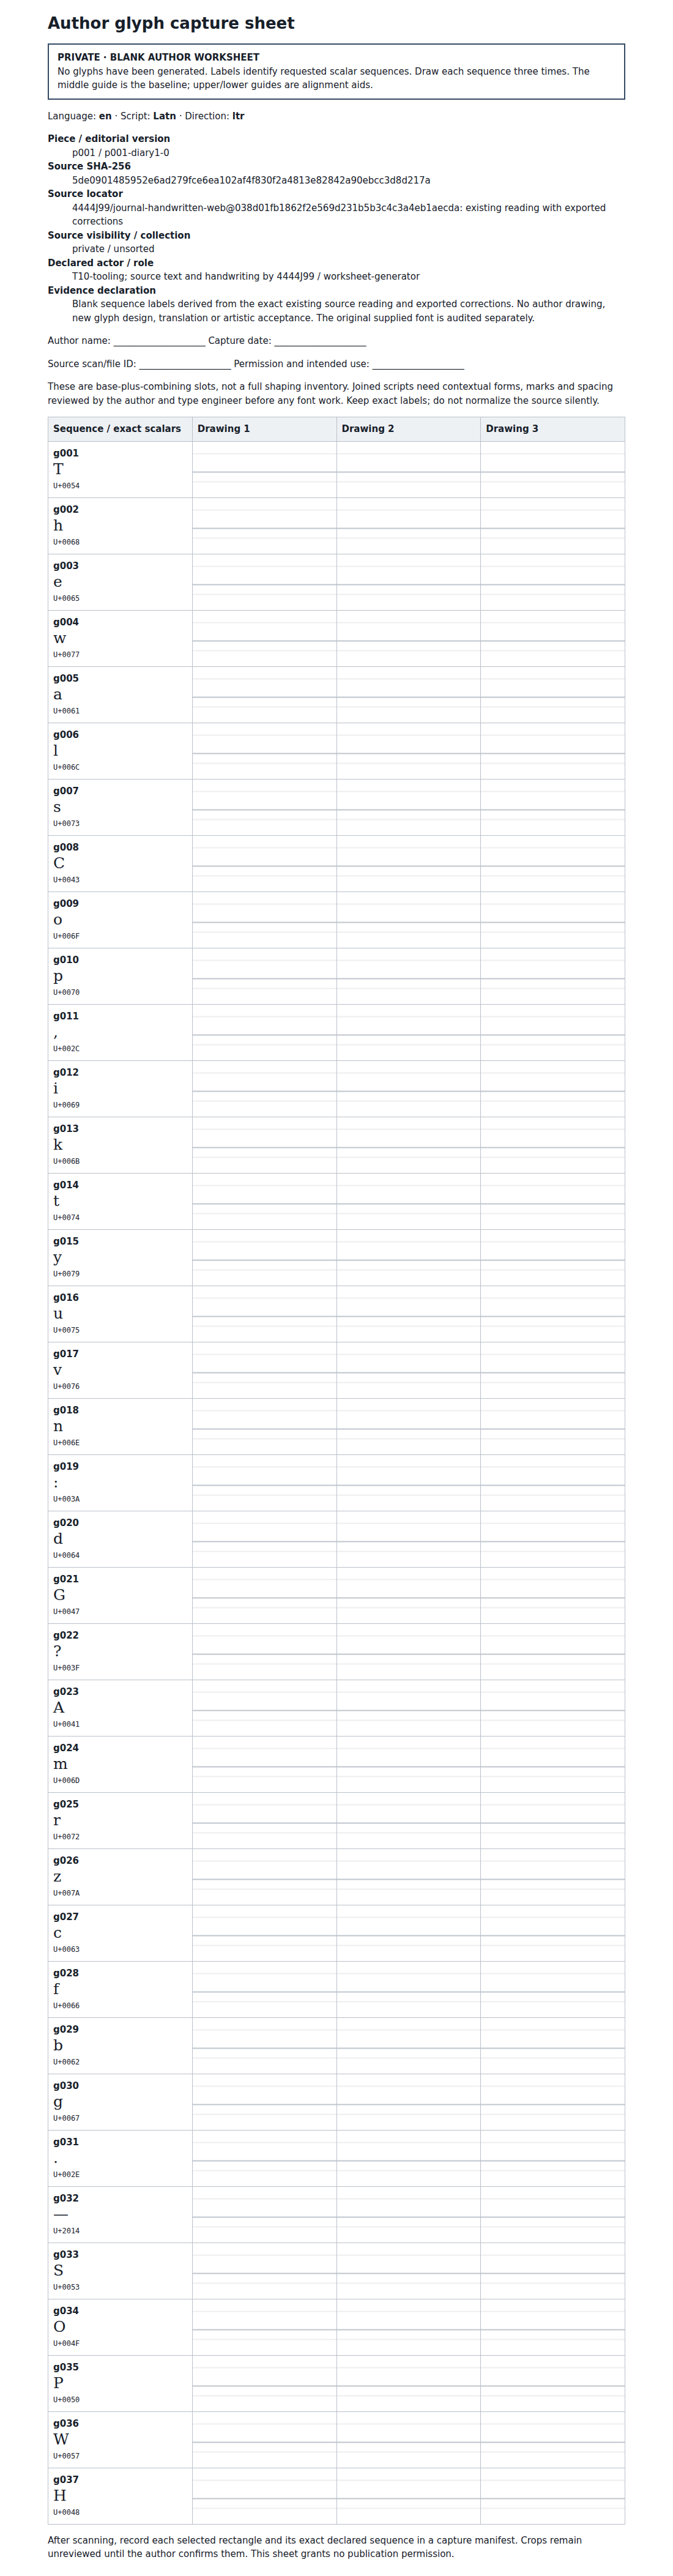 Author glyph capture sheet
PRIVATE · BLANK AUTHOR WORKSHEET
No glyphs have been generated. Labels identify requested scalar sequences. Draw each sequence three times. The
middle guide is the baseline; upper/lower guides are alignment aids.
Language: en · Script: Latn · Direction: ltr
Piece / editorial version
p001 / p001-diary1-0
Source SHA-256
5de0901485952e6ad279fce6ea102af4f830f2a4813e82842a90ebcc3d8d217a
Source locator
4444J99/journal-handwritten-web@038d01fb1862f2e569d231b5b3c4c3a4eb1aecda: existing reading with exported
corrections
Source visibility / collection
private / unsorted
Declared actor / role
T10-tooling; source text and handwriting by 4444J99 / worksheet-generator
Evidence declaration
Blank sequence labels derived from the exact existing source reading and exported corrections. No author drawing,
new glyph design, translation or artistic acceptance. The original supplied font is audited separately.
Author name: ____________________ Capture date: ____________________
Source scan/file ID: ____________________ Permission and intended use: ____________________
These are base-plus-combining slots, not a full shaping inventory. Joined scripts need contextual forms, marks and spacing
reviewed by the author and type engineer before any font work. Keep exact labels; do not normalize the source silently.
Sequence / exact scalars Drawing 1 Drawing 2 Drawing 3
g001
T
U+0054
g002
h
U+0068
g003
e
U+0065
g004
w
U+0077
g005
a
U+0061
g006
l
U+006C
g007
s
U+0073
g008
C
U+0043
g009
o
U+006F
g010
p
U+0070
g011
,
U+002C
g012
i
U+0069
g013
k
U+006B
g014
t
U+0074
g015
y
U+0079
g016
u
U+0075
g017
v
U+0076
g018
n
U+006E
g019
:
U+003A
g020
d
U+0064
g021
G
U+0047
g022
?
U+003F
g023
A
U+0041
g024
m
U+006D
g025
r
U+0072
g026
z
U+007A
g027
c
U+0063
g028
f
U+0066
g029
b
U+0062
g030
g
U+0067
g031
.
U+002E
g032
—
U+2014
g033
S
U+0053
g034
O
U+004F
g035
P
U+0050
g036
W
U+0057
g037
H
U+0048
After scanning, record each selected rectangle and its exact declared sequence in a capture manifest. Crops remain
unreviewed until the author confirms them. This sheet grants no publication permission.